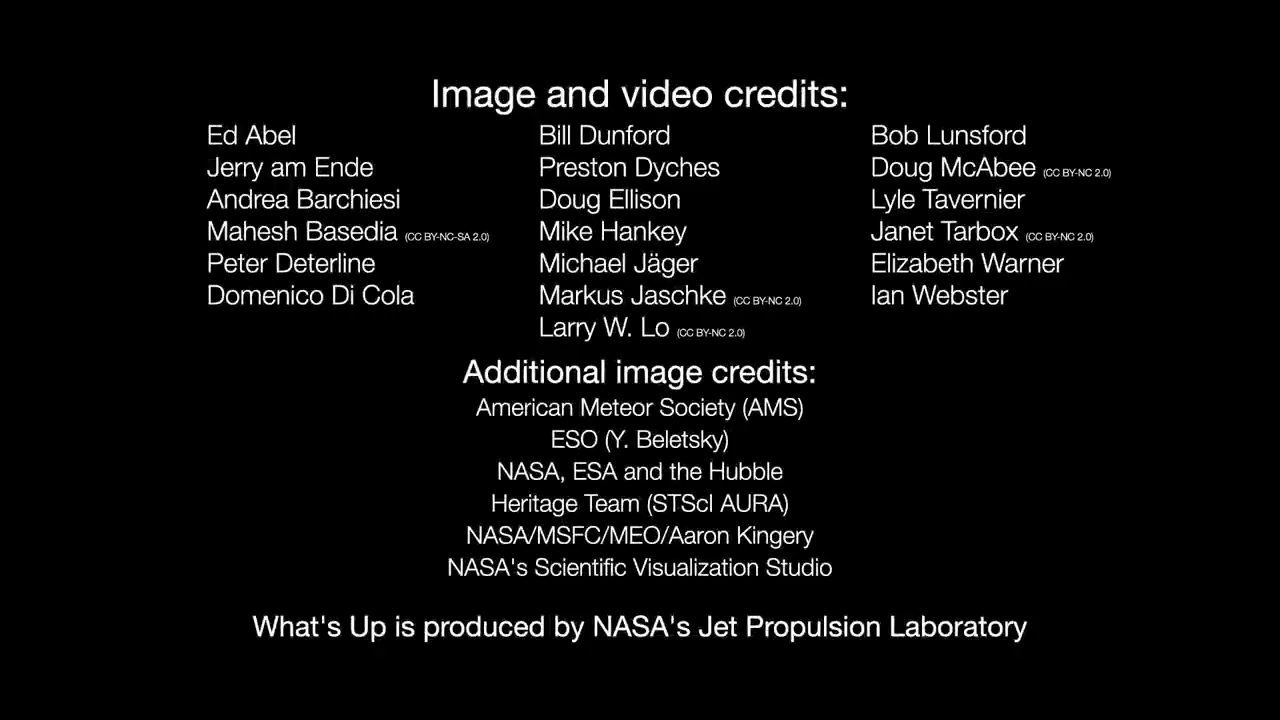 Image and video credits:
Ed Abel
Jerry am Ende
Andrea Barchiesi
Mahesh Basedia (CC BY-NC-SA 2.0)
Peter Deterline
Domenico Di Cola
Bill Dunford
Preston Dyches
Doug Ellison
Mike Hankey
Michael Jäger
Markus Jaschke (CC BY-NC 2.0)
Larry W. Lo (CC BY-NC 2.0)
Bob Lunsford
Doug McAbee (CC BY-NC 2.0)
Lyle Tavernier
Janet Tarbox (CC BY-NC 2.0)
Elizabeth Warner
Ian Webster
Additional image credits:
American Meteor Society (AMS)
ESO (Y. Beletsky)
NASA, ESA and the Hubble
Heritage Team (STScI AURA)
NASA/MSFC/MEO/Aaron Kingery
NASA's Scientific Visualization Studio
What's Up is produced by NASA's Jet Propulsion Laboratory